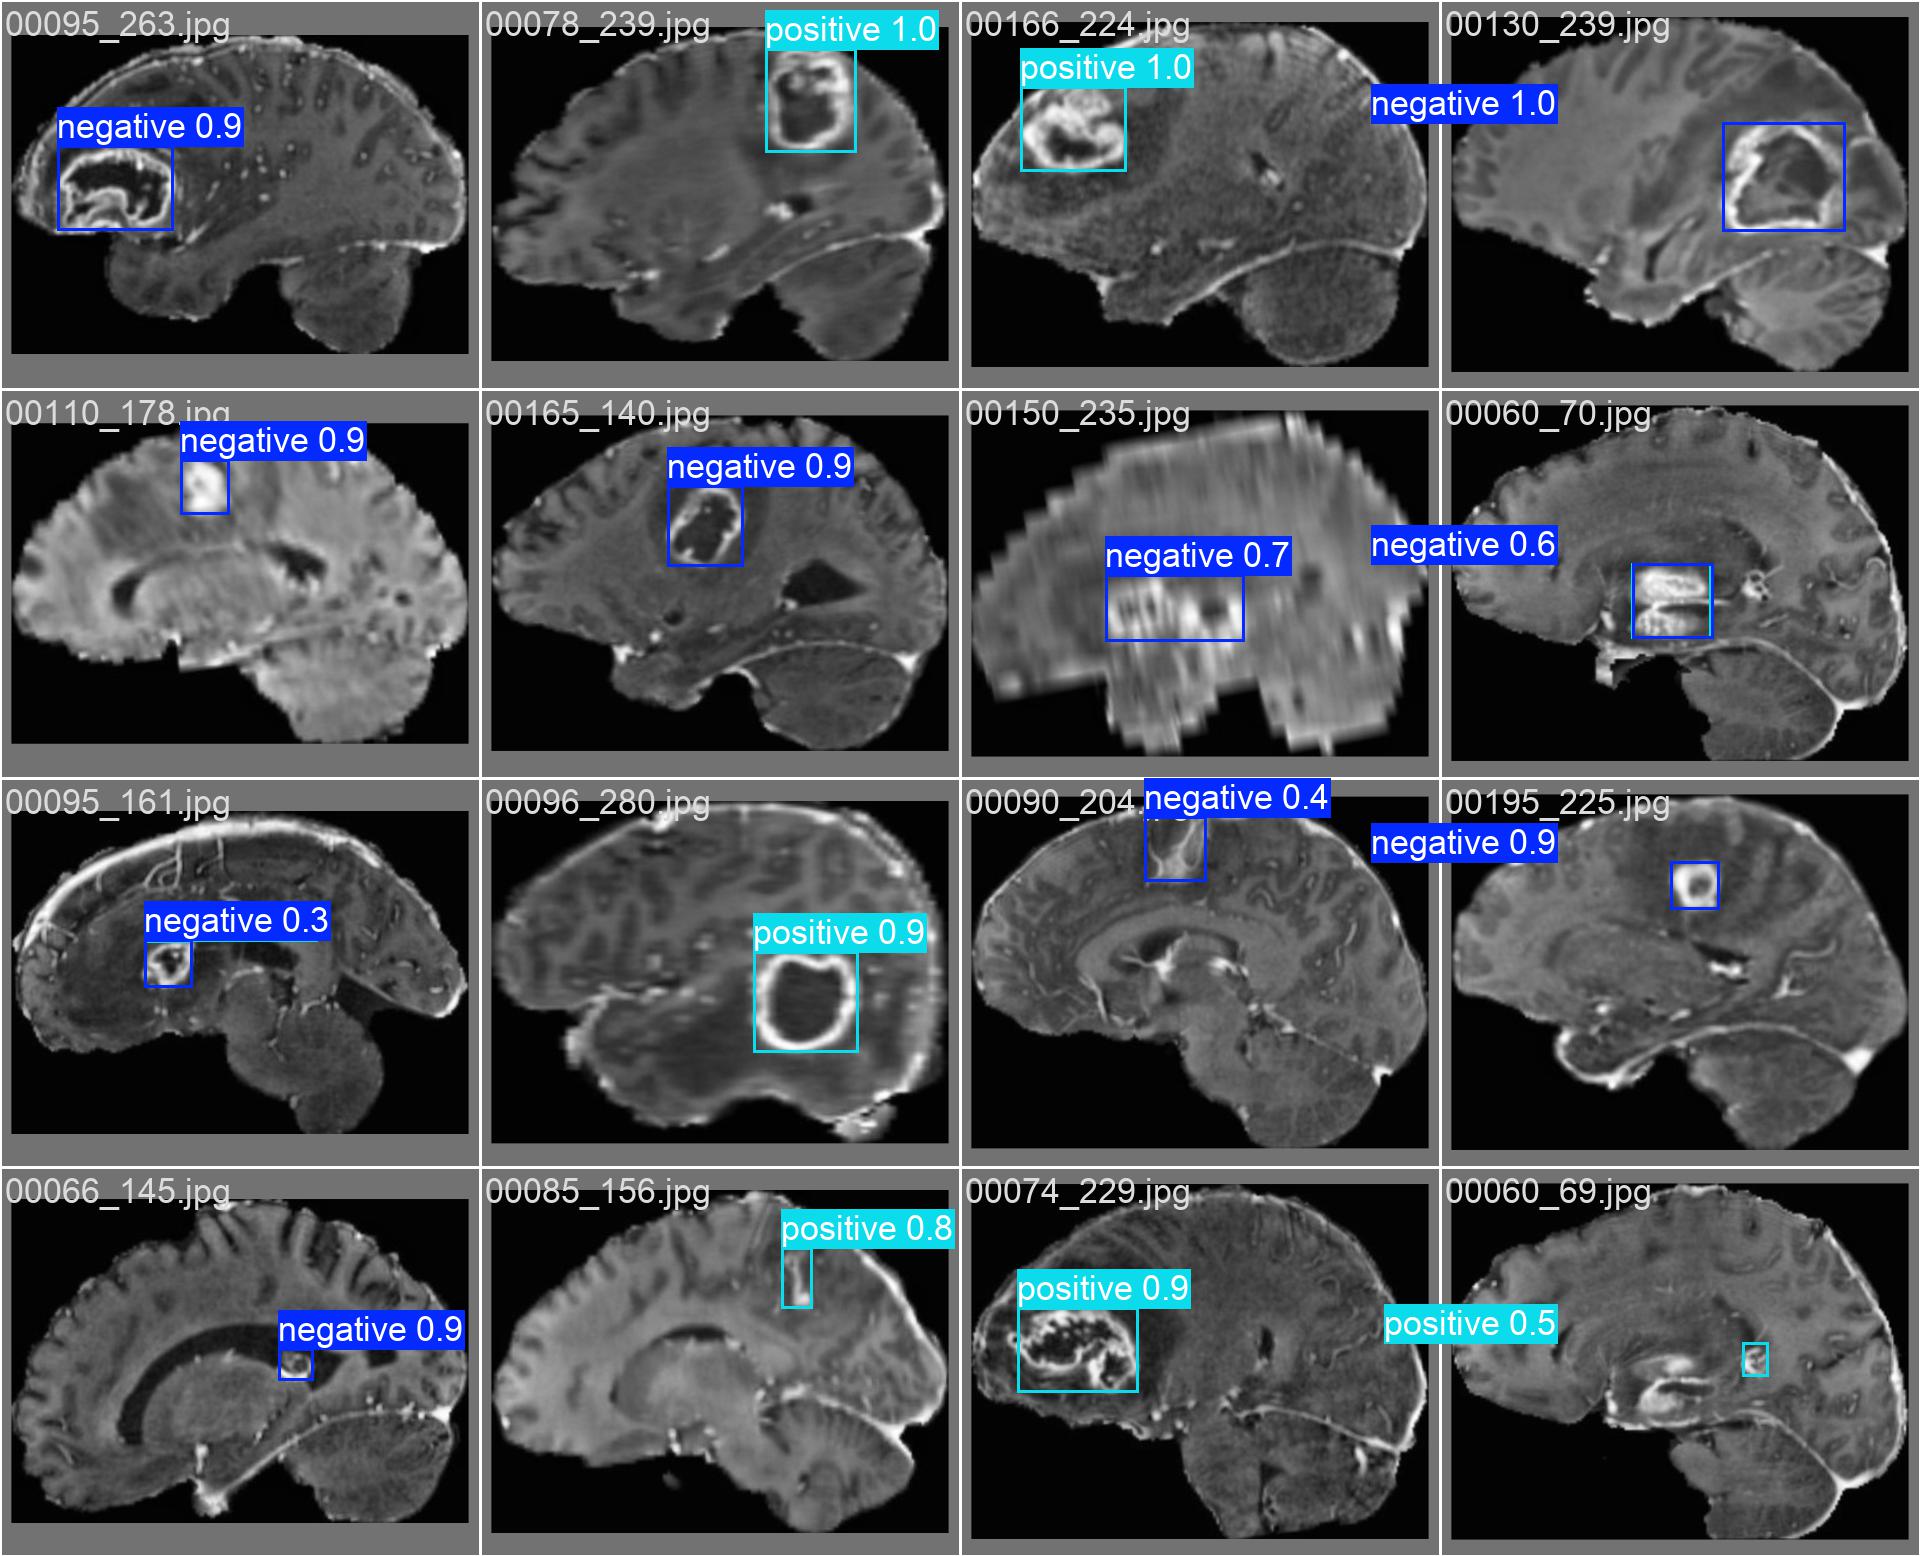 00095_263.jpg
negative 0.9
00078_239.jpg
positive 1.0
00166_224.jpg
positive 1.0
00130_239.jpg
negative 1.0
00110_178.jpg
negative 0.9
00165_140.jpg
negative 0.9
00150_235.jpg
negative 0.7
00060_70.jpg
negative 0.6
00095_161.jpg
negative 0.3
00096_280.jpg
positive 0.9
00090_204.jpg
negative 0.4
00195_225.jpg
negative 0.9
00066_145.jpg
negative 0.9
00085_156.jpg
positive 0.8
00074_229.jpg
positive 0.9
00060_69.jpg
positive 0.5